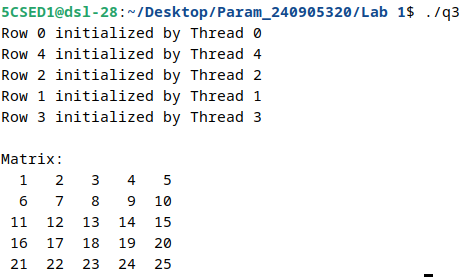 5CSED1@dsl-28:~/Desktop/Param_240905320/Lab 1$ ./q3
Row 0 initialized by Thread 0
Row 4 initialized by Thread 4
Row 2 initialized by Thread 2
Row 1 initialized by Thread 1
Row 3 initialized by Thread 3

Matrix:
  1   2   3   4   5
  6   7   8   9  10
 11  12  13  14  15
 16  17  18  19  20
 21  22  23  24  25